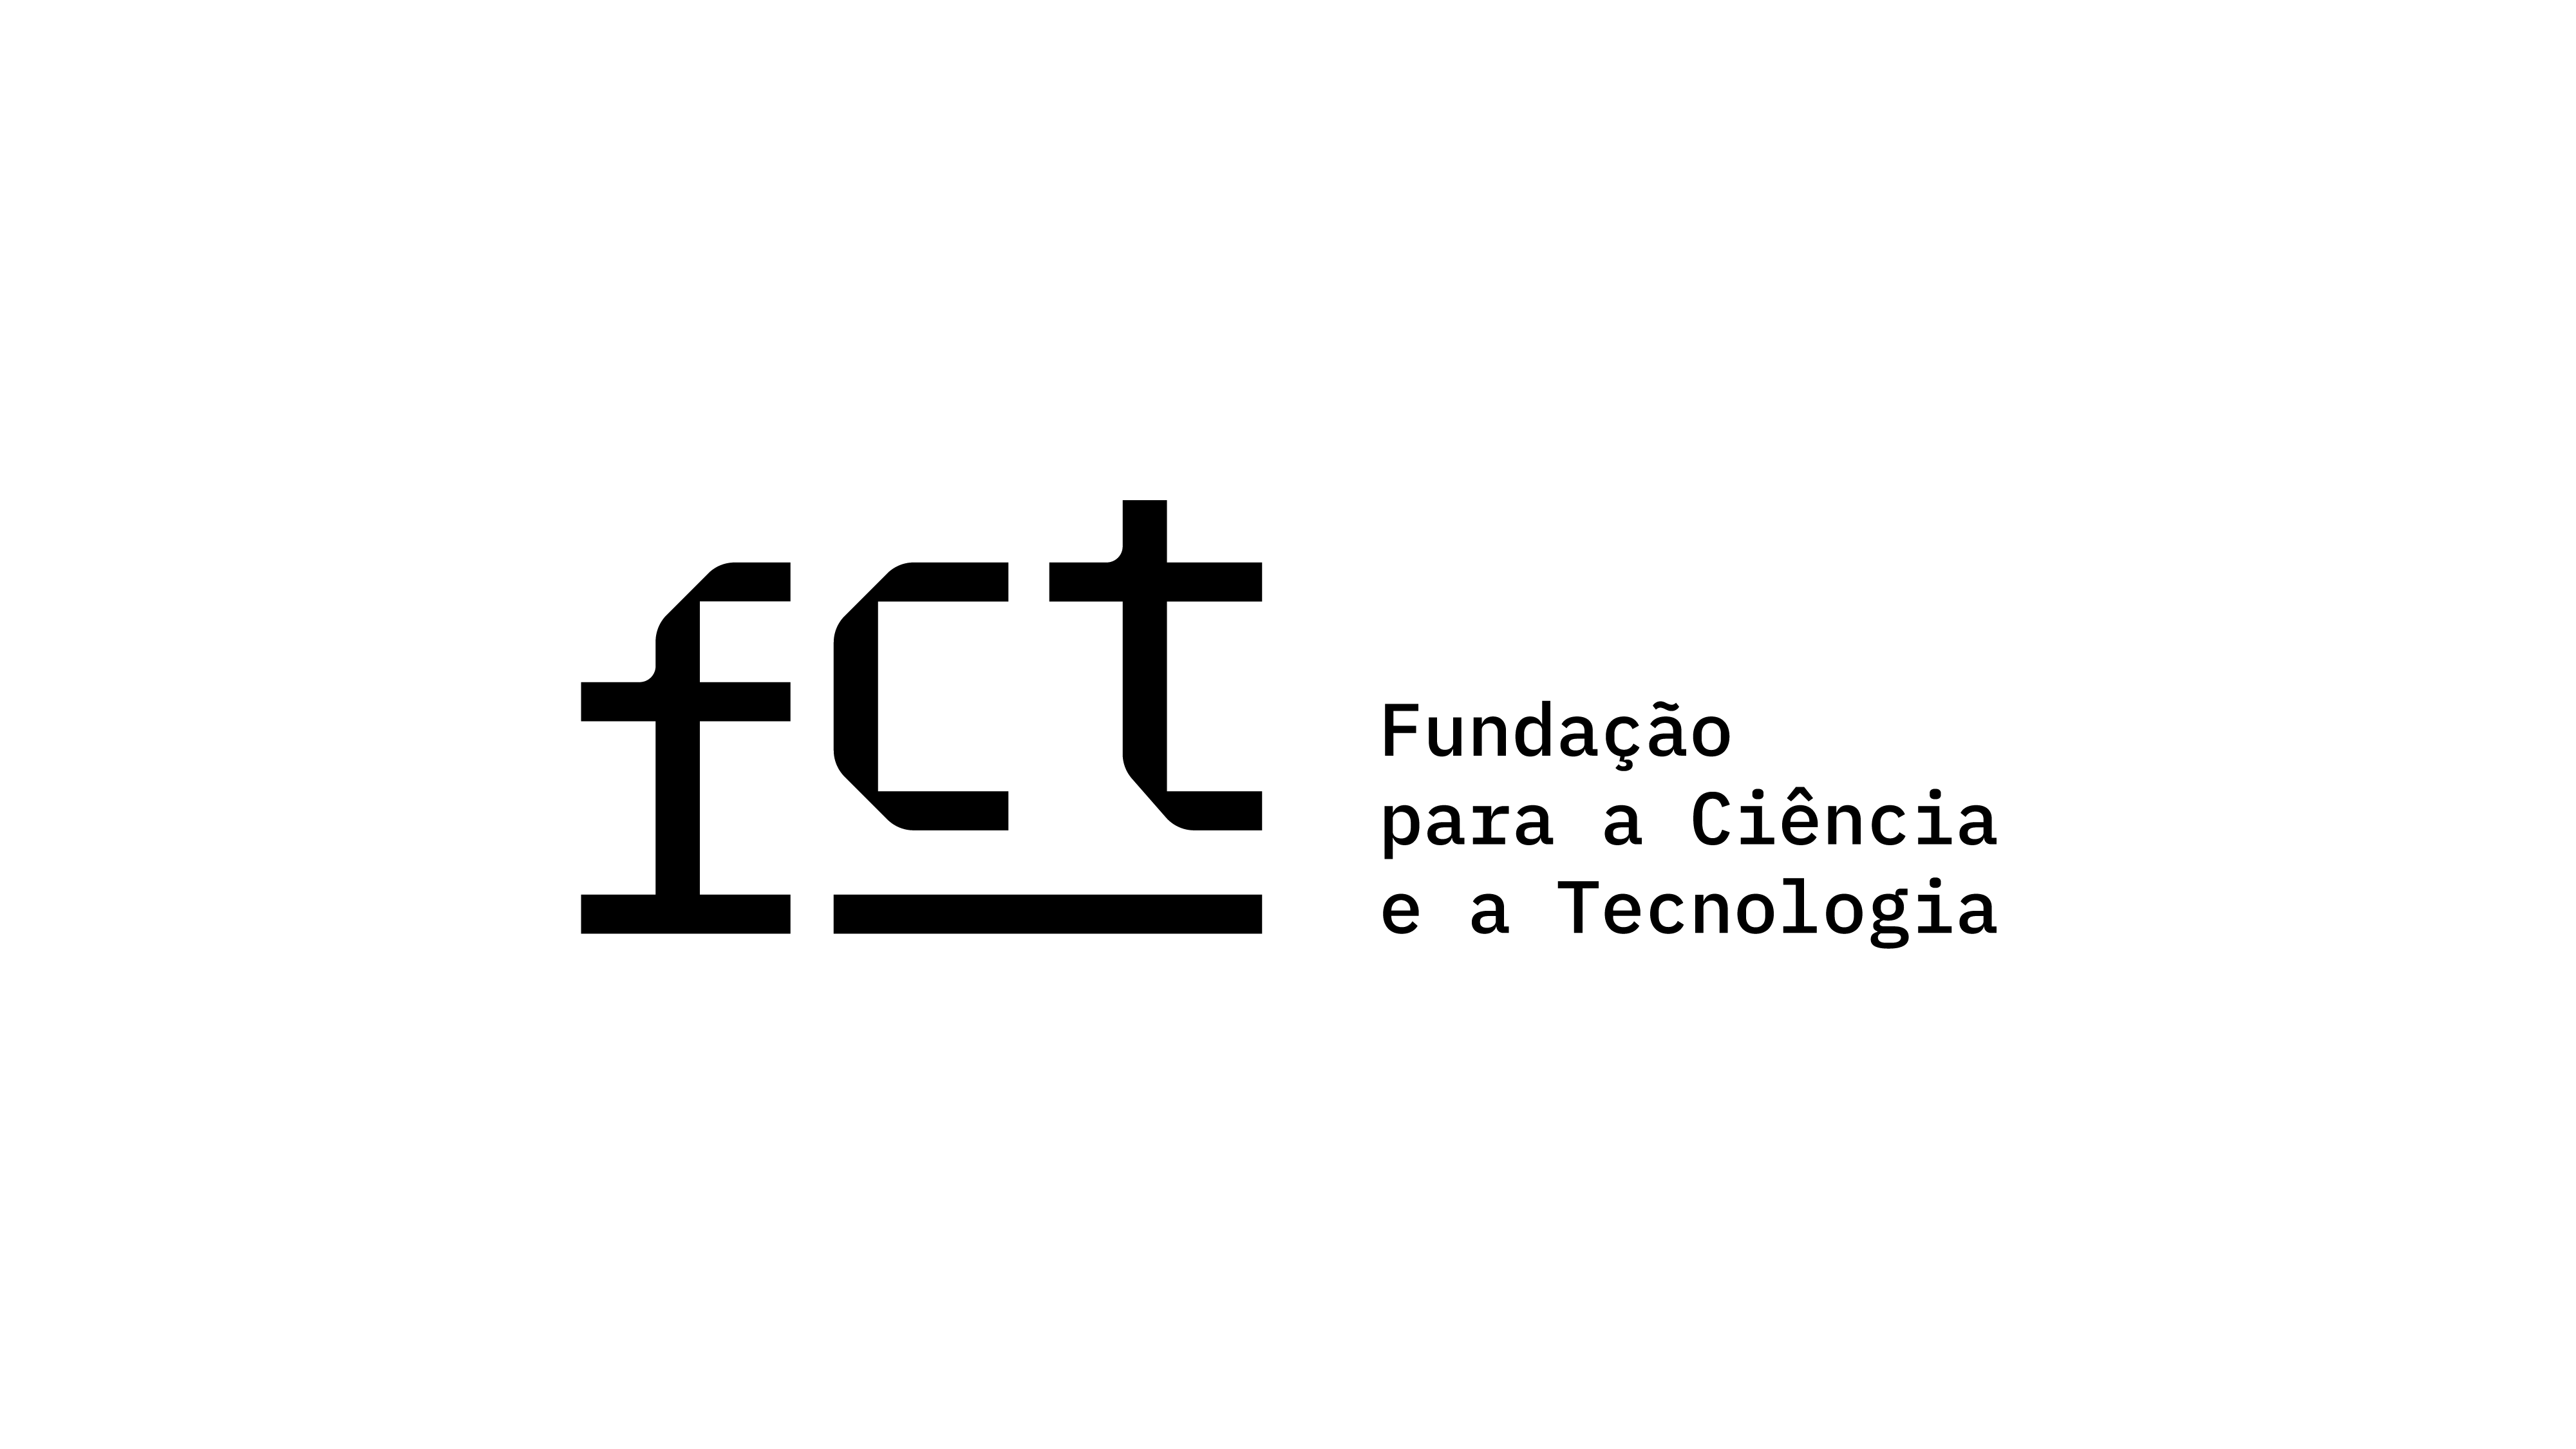 fct
Fundação
para a Ciência
e a Tecnologia